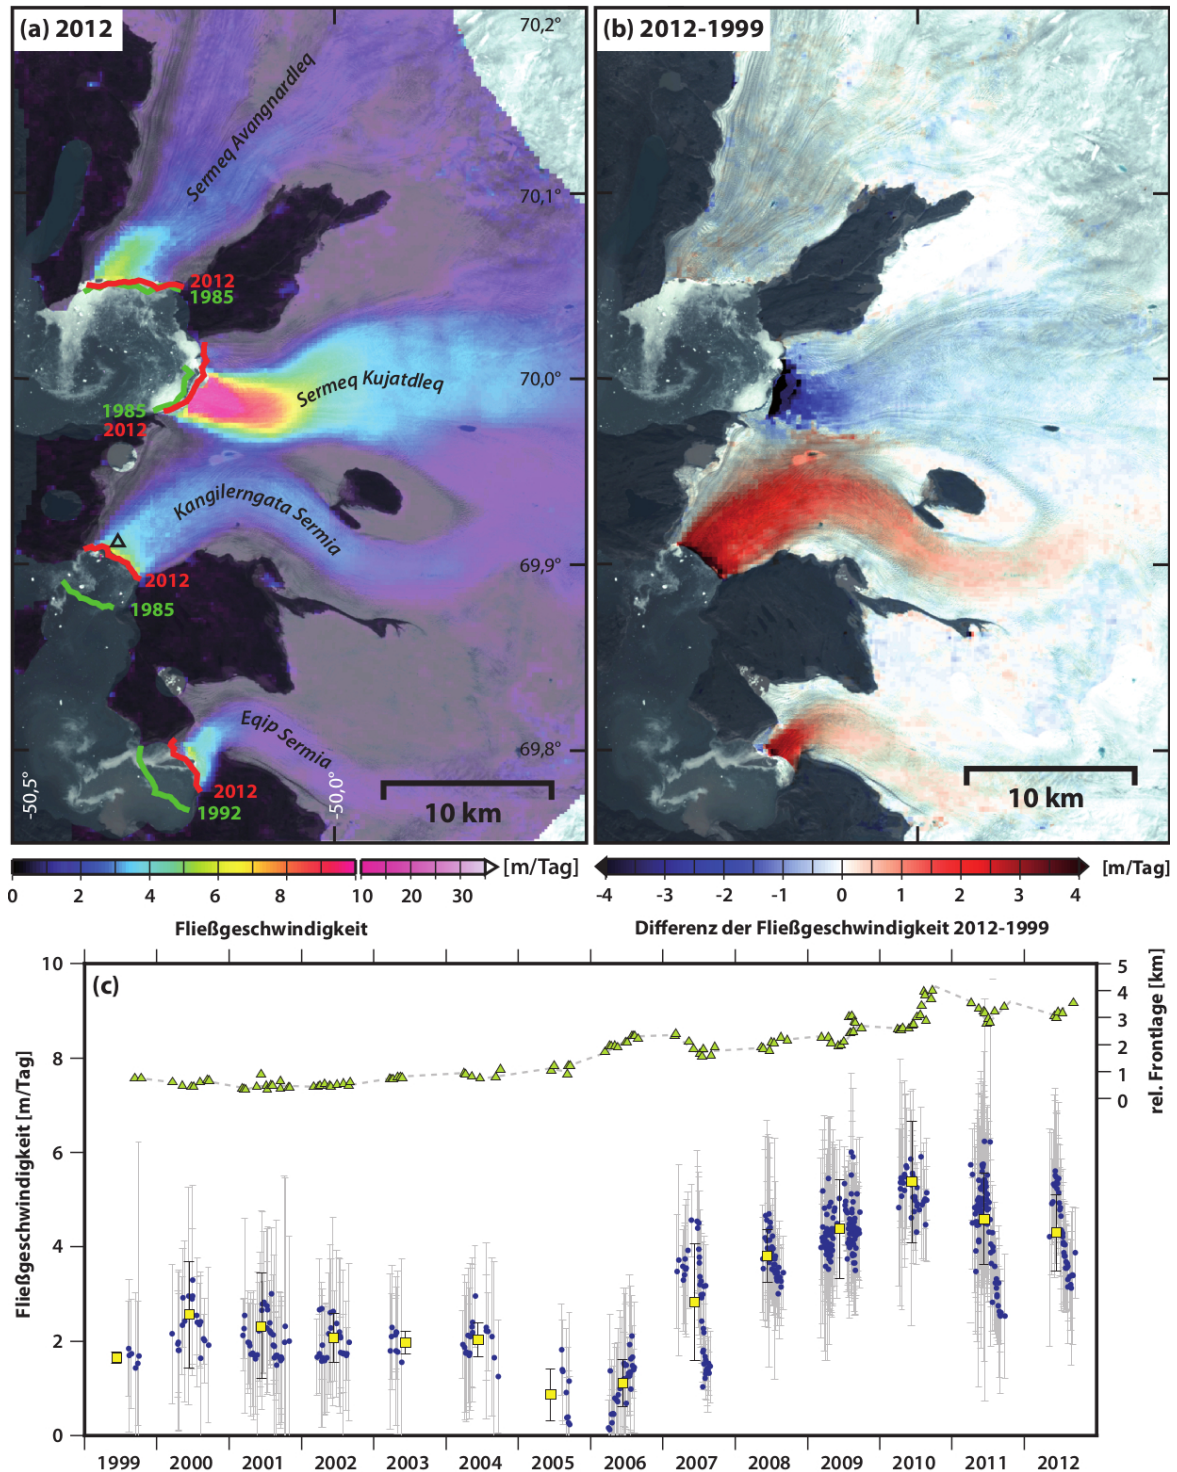 (a) 2012
70,2°
Sermeq Avangnardleq
70,1°
2012
1985
Sermeq Kujatdleq
70,0°
1985
2012
Kangilerngata Sermia
69,9°
2012
1985
Eqip Sermia
69,8°
-50,5°
-50,0°
2012
1992
10 km
(b) 2012-1999
10 km
0 2 4 6 8 10 10 20 30 [m/Tag]
Fließgeschwindigkeit
-4 -3 -2 -1 0 1 2 3 4 [m/Tag]
Differenz der Fließgeschwindigkeit 2012-1999
(c)
Fließgeschwindigkeit [m/Tag]
10
8
6
4
2
0
5
4
3
2
1
0
rel. Frontlage [km]
1999 2000 2001 2002 2003 2004 2005 2006 2007 2008 2009 2010 2011 2012